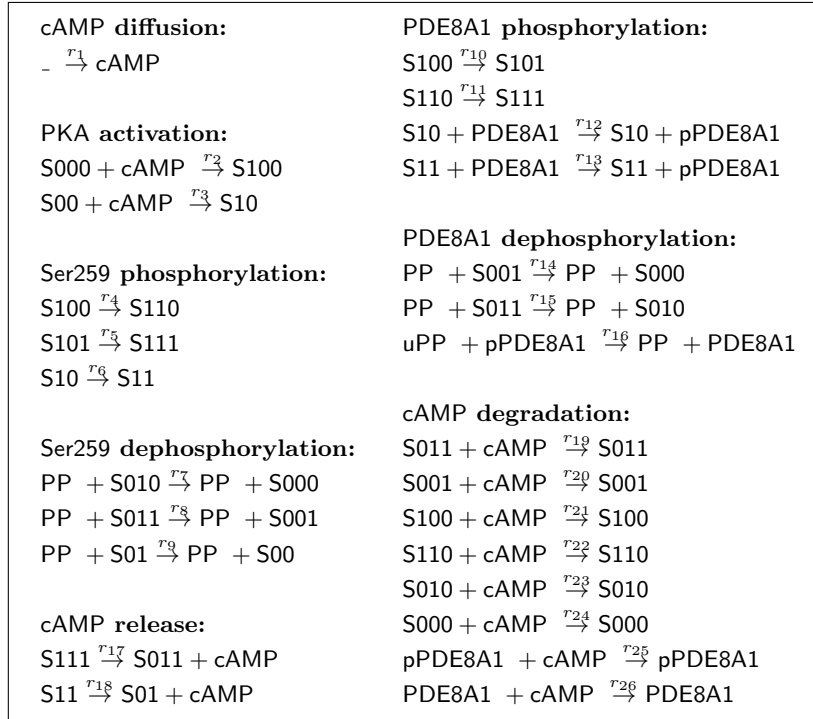 cAMP diffusion:
_ →r1 cAMP
PKA activation:
S000 + cAMP →r2 S100
S00 + cAMP →r3 S10
Ser259 phosphorylation:
S100 →r4 S110
S101 →r5 S111
S10 →r6 S11
Ser259 dephosphorylation:
PP + S010 →r7 PP + S000
PP + S011 →r8 PP + S001
PP + S01 →r9 PP + S00
cAMP release:
S111 →r17 S011 + cAMP
S11 →r18 S01 + cAMP
PDE8A1 phosphorylation:
S100 →r10 S101
S110 →r11 S111
S10 + PDE8A1 →r12 S10 + pPDE8A1
S11 + PDE8A1 →r13 S11 + pPDE8A1
PDE8A1 dephosphorylation:
PP + S001 →r14 PP + S000
PP + S011 →r15 PP + S010
uPP + pPDE8A1 →r16 PP + PDE8A1
cAMP degradation:
S011 + cAMP →r19 S011
S001 + cAMP →r20 S001
S100 + cAMP →r21 S100
S110 + cAMP →r22 S110
S010 + cAMP →r23 S010
S000 + cAMP →r24 S000
pPDE8A1 + cAMP →r25 pPDE8A1
PDE8A1 + cAMP →r26 PDE8A1